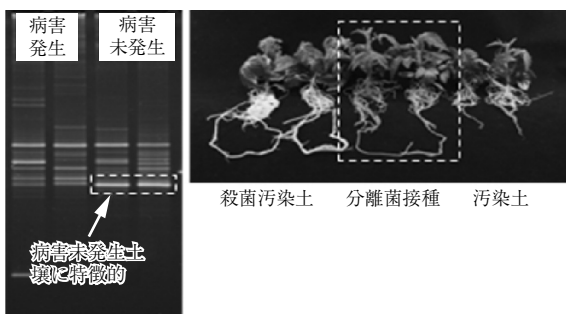 病害
発生
病害
未発生
病害未発生土
壌に特徴的
殺菌汚染土
分離菌接種
汚染土